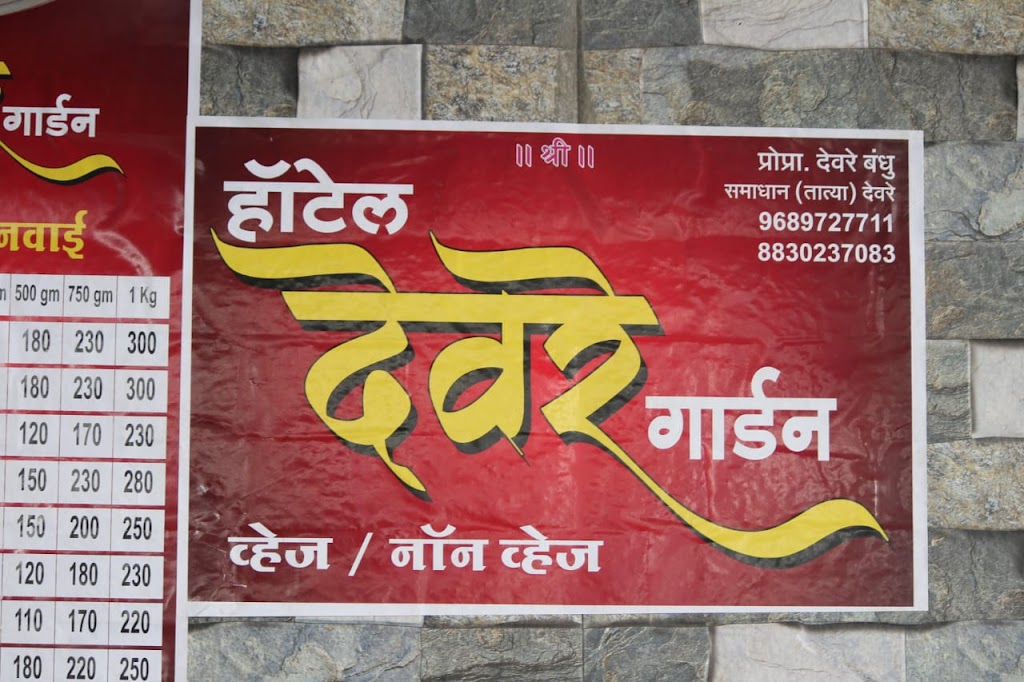 गार्डन
500 gm 750 gm 1 Kg
180 230 300
180 230 300
120 170 230
150 230 280
150 200 250
120 180 230
110 170 220
180 220 250
|| श्री ||
प्रोप्रा. देवरे बंधु
समाधान (तात्या) देवरे
9689727711
8830237083
हॉटेल
देवरे
गार्डन
व्हेज / नॉन व्हेज